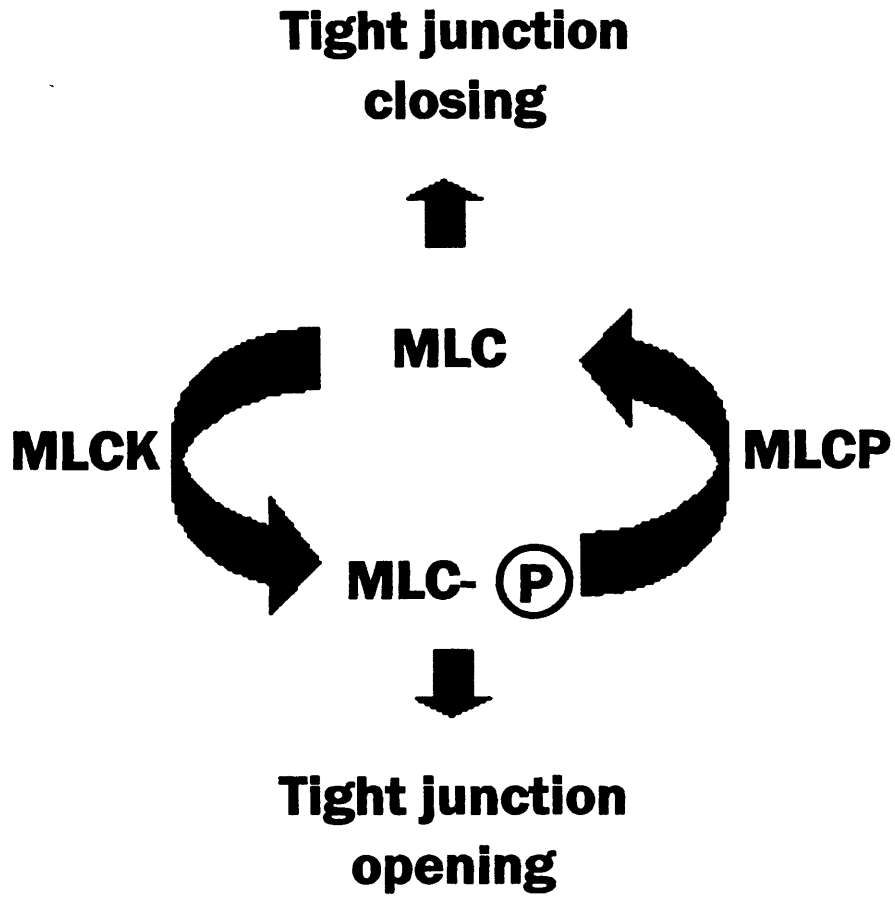 Tight junction
closing
MLC
MLCK
MLCP
MLC- P
Tight junction
opening